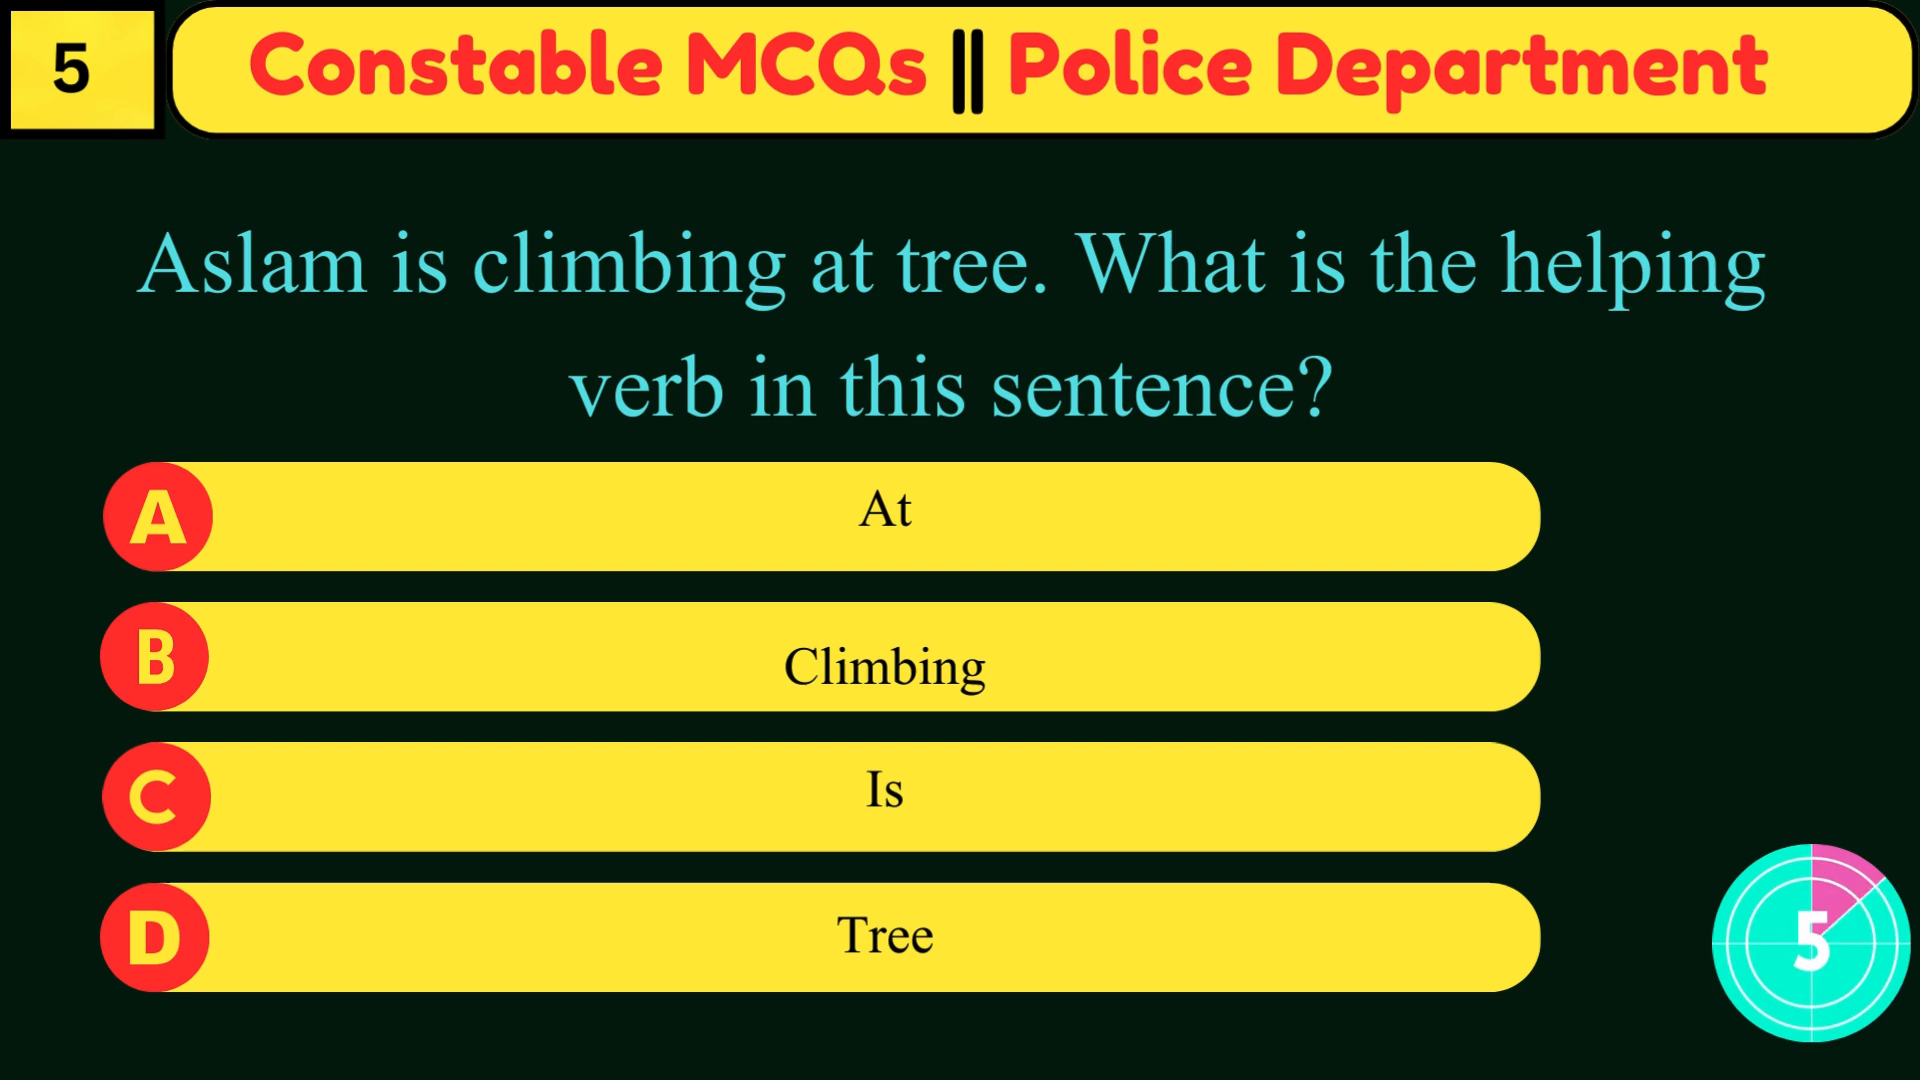 5
Constable MCQs || Police Department
Aslam is climbing at tree. What is the helping
verb in this sentence?
A At
B Climbing
C Is
D Tree
5